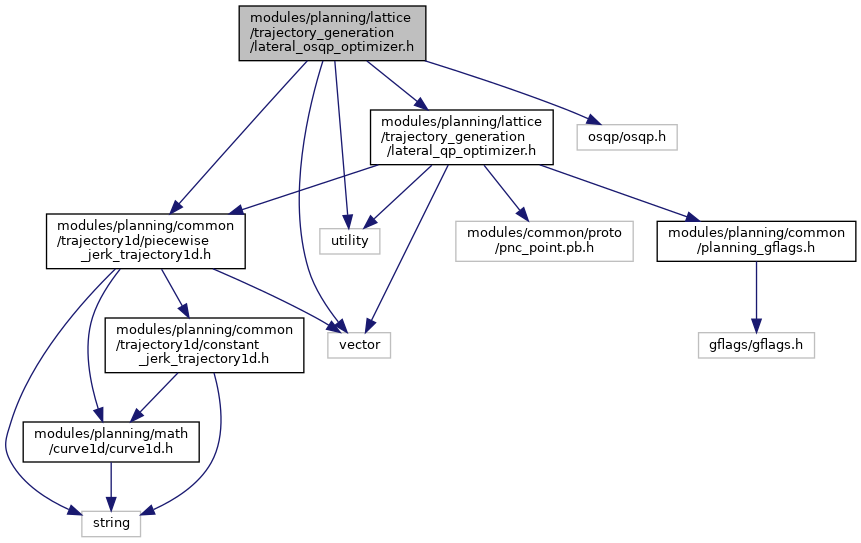 modules/planning/lattice
/trajectory_generation
/lateral_osqp_optimizer.h
modules/planning/lattice
/trajectory_generation
/lateral_qp_optimizer.h
osqp/osqp.h
modules/planning/common
/trajectory1d/piecewise
_jerk_trajectory1d.h
utility
modules/common/proto
/pnc_point.pb.h
modules/planning/common
/planning_gflags.h
modules/planning/common
/trajectory1d/constant
_jerk_trajectory1d.h
vector
gflags/gflags.h
modules/planning/math
/curve1d/curve1d.h
string